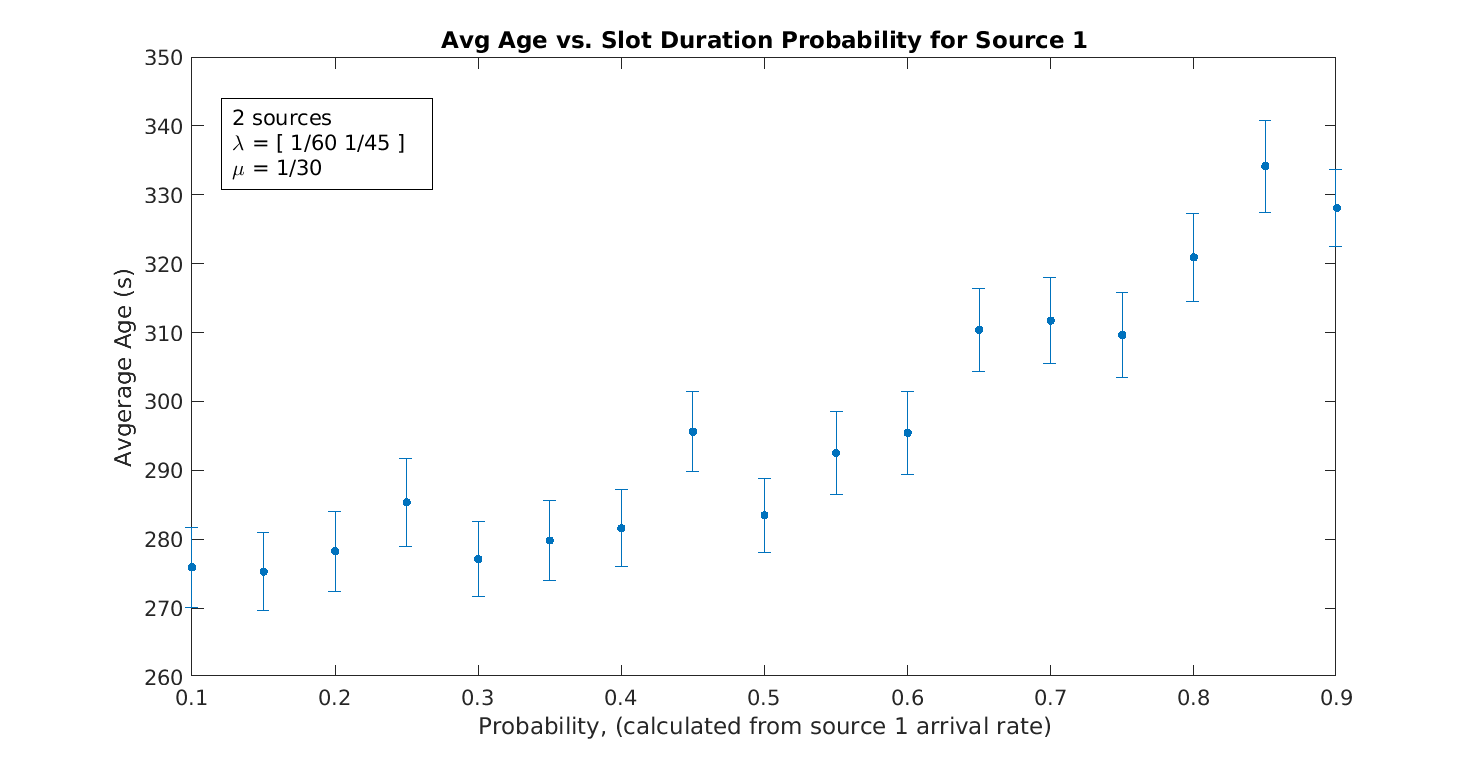 Avg Age vs. Slot Duration Probability for Source 1
350
340
330
320
310
300
290
280
270
260
Avgerage Age (s)
2 sources
λ = [ 1/60 1/45 ]
μ = 1/30
0.1 0.2 0.3 0.4 0.5 0.6 0.7 0.8 0.9
Probability, (calculated from source 1 arrival rate)